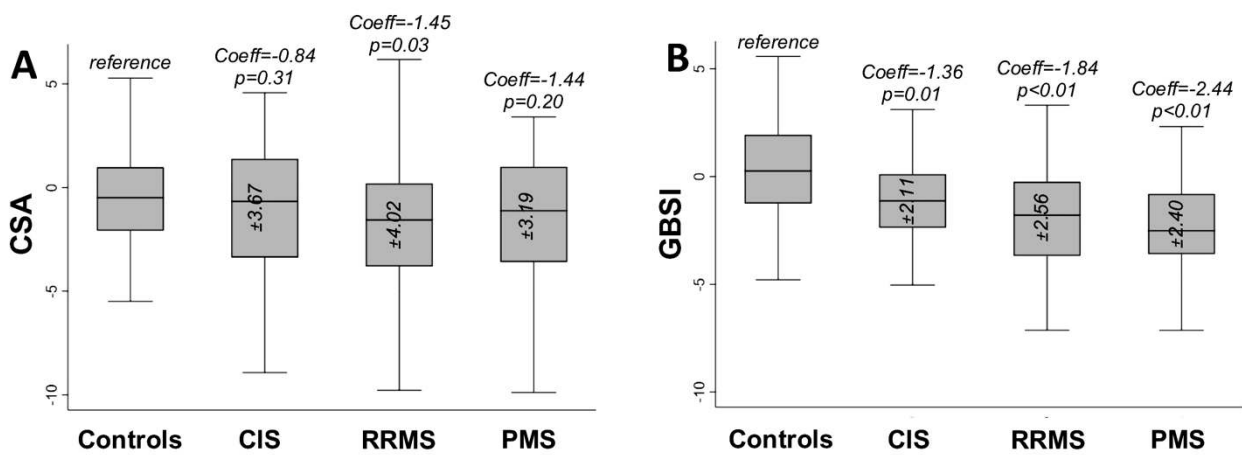 A
CSA
5
0
-5
-10
reference
Coeff=-0.84
p=0.31
Coeff=-1.45
p=0.03
Coeff=-1.44
p=0.20
±3.67
±4.02
±3.19
Controls CIS RRMS PMS
B
GBSI
5
0
-5
-10
reference
Coeff=-1.36
p=0.01
Coeff=-1.84
p<0.01
Coeff=-2.44
p<0.01
±2.11
±2.56
±2.40
Controls CIS RRMS PMS